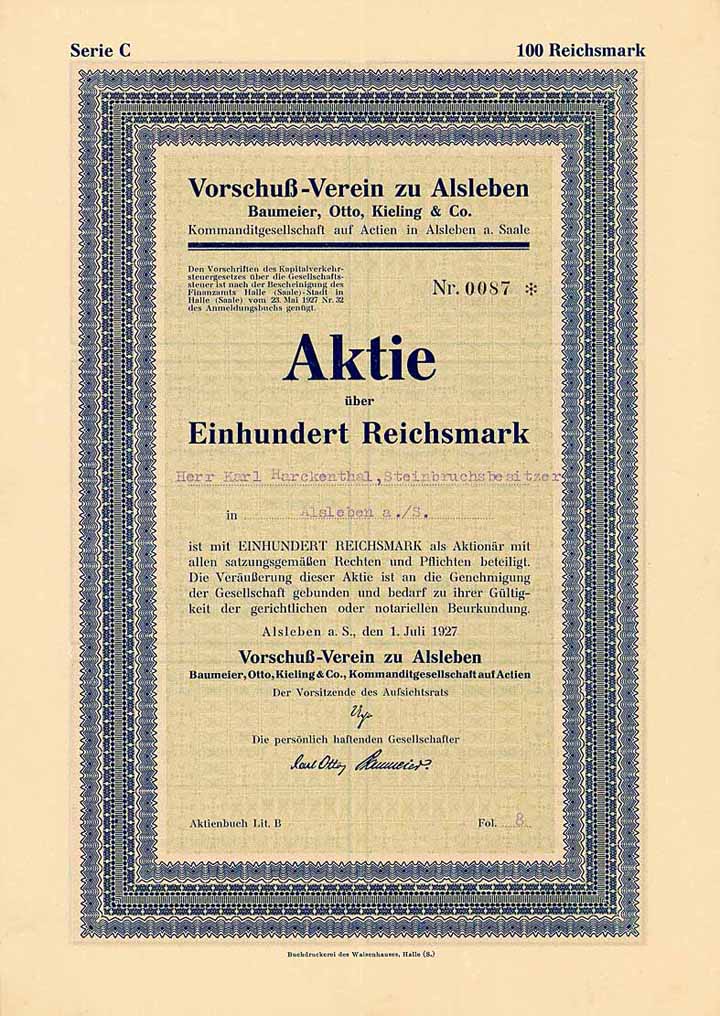 Serie C 100 Reichsmark
Vorschuß-Verein zu Alsleben
Baumeier, Otto, Kieling & Co.
Kommanditgesellschaft auf Actien in Alsleben a. Saale
Den Vorschriften des Kapitalverkehr-
steuergesetzes über die Gesellschafts-
steuer ist nach der Bescheinigung des
Finanzamts Halle (Saale)-Stadt in
Halle (Saale) vom 23. Mai 1927 Nr. 32
des Anmeldungsbuchs genügt.
Nr. 0087 *
Aktie
über
Einhundert Reichsmark
Herr Karl Harckenthal, Steinbruchsbesitzer
in Alsleben a./S.
ist mit EINHUNDERT REICHSMARK als Aktionär mit
allen satzungsgemäßen Rechten und Pflichten beteiligt.
Die Veräußerung dieser Aktie ist an die Genehmigung
der Gesellschaft gebunden und bedarf zu ihrer Gültig-
keit der gerichtlichen oder notariellen Beurkundung.
Alsleben a. S., den 1. Juli 1927
Vorschuß-Verein zu Alsleben
Baumeier, Otto, Kieling & Co., Kommanditgesellschaft auf Actien
Der Vorsitzende des Aufsichtsrats
Die persönlich haftenden Gesellschafter
Karl Otto Baumeier.
Aktienbuch Lit. B Fol. 8
Buchdruckerei des Waisenhauses, Halle (S.)